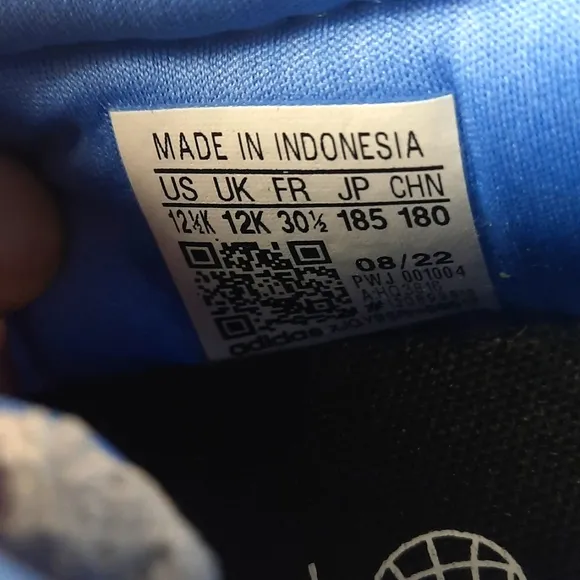 MADE IN INDONESIA
US UK FR JP CHN
12½K 12K 30½ 185 180
08/22
PWJ 001004
adidas